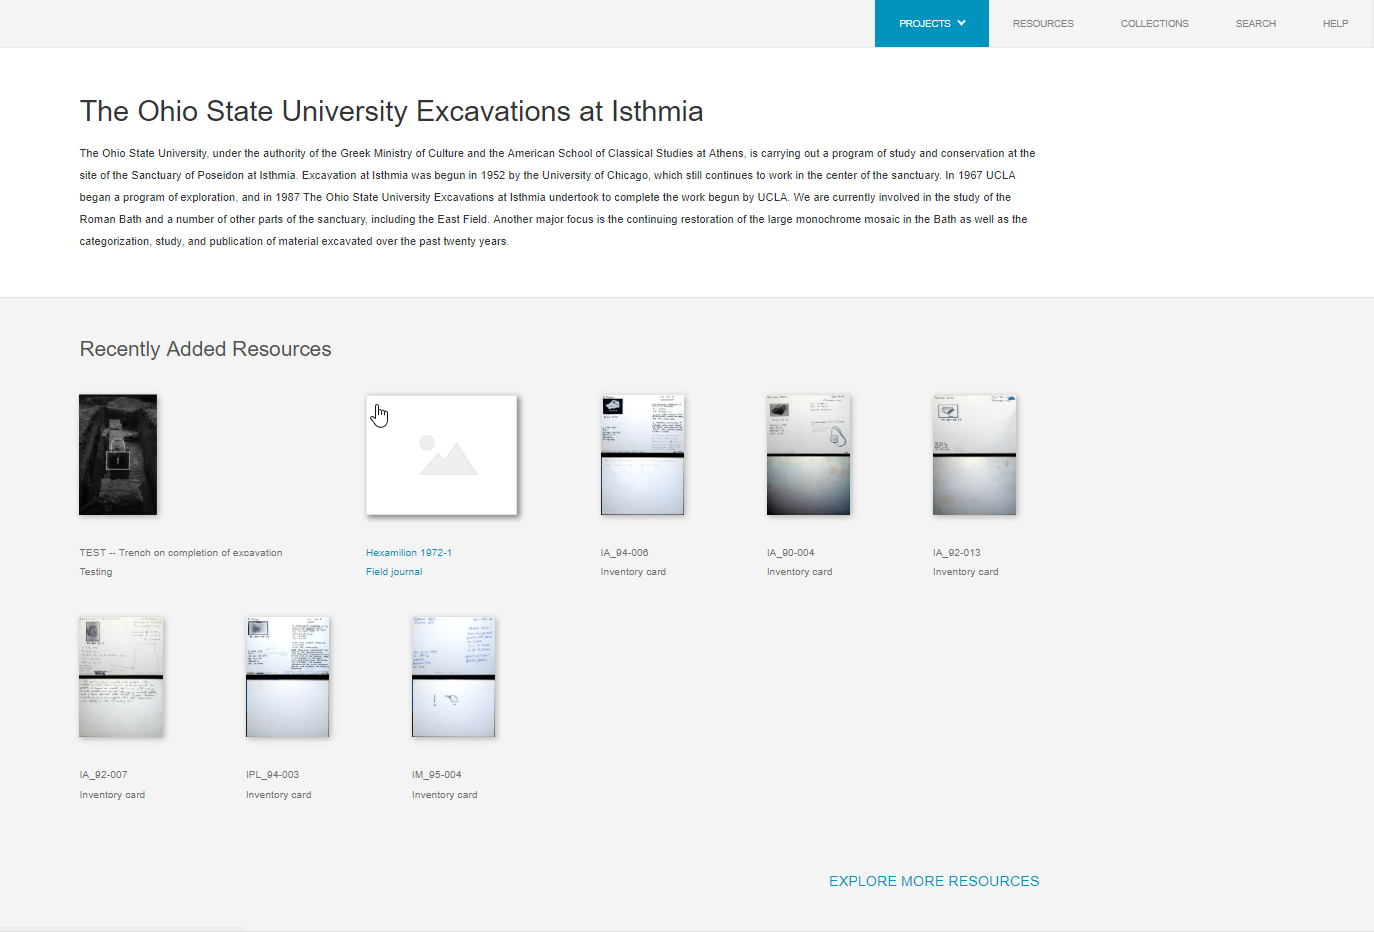 PROJECTS
RESOURCES
COLLECTIONS
SEARCH
HELP
The Ohio State University Excavations at Isthmia
The Ohio State University, under the authority of the Greek Ministry of Culture and the American School of Classical Studies at Athens, is carrying out a program of study and conservation at the
site of the Sanctuary of Poseidon at Isthmia. Excavation at Isthmia was begun in 1952 by the University of Chicago, which still continues to work in the center of the sanctuary. In 1967 UCLA
began a program of exploration, and in 1987 The Ohio State University Excavations at Isthmia undertook to complete the work begun by UCLA. We are currently involved in the study of the
Roman Bath and a number of other parts of the sanctuary, including the East Field. Another major focus is the continuing restoration of the large monochrome mosaic in the Bath as well as the
categorization, study, and publication of material excavated over the past twenty years.
Recently Added Resources
TEST -- Trench on completion of excavation
Testing
Hexamilion 1972-1
Field journal
IA_94-006
Inventory card
IA_90-004
Inventory card
IA_92-013
Inventory card
IA_92-007
Inventory card
IPL_94-003
Inventory card
IM_95-004
Inventory card
EXPLORE MORE RESOURCES